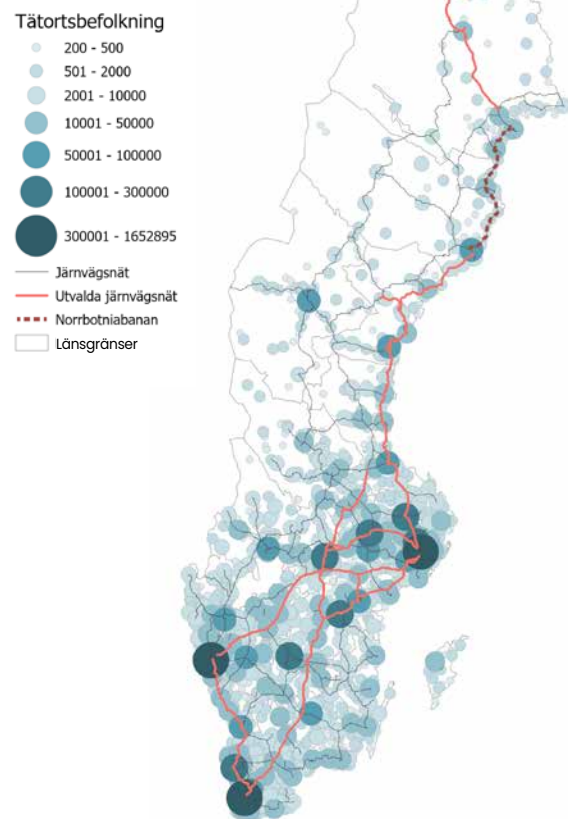 Tätortsbefolkning
200 - 500
501 - 2000
2001 - 10000
10001 - 50000
50001 - 100000
100001 - 300000
300001 - 1652895
Järnvägsnät
Utvalda järnvägsnät
Norrbotniabanan
Länsgränser